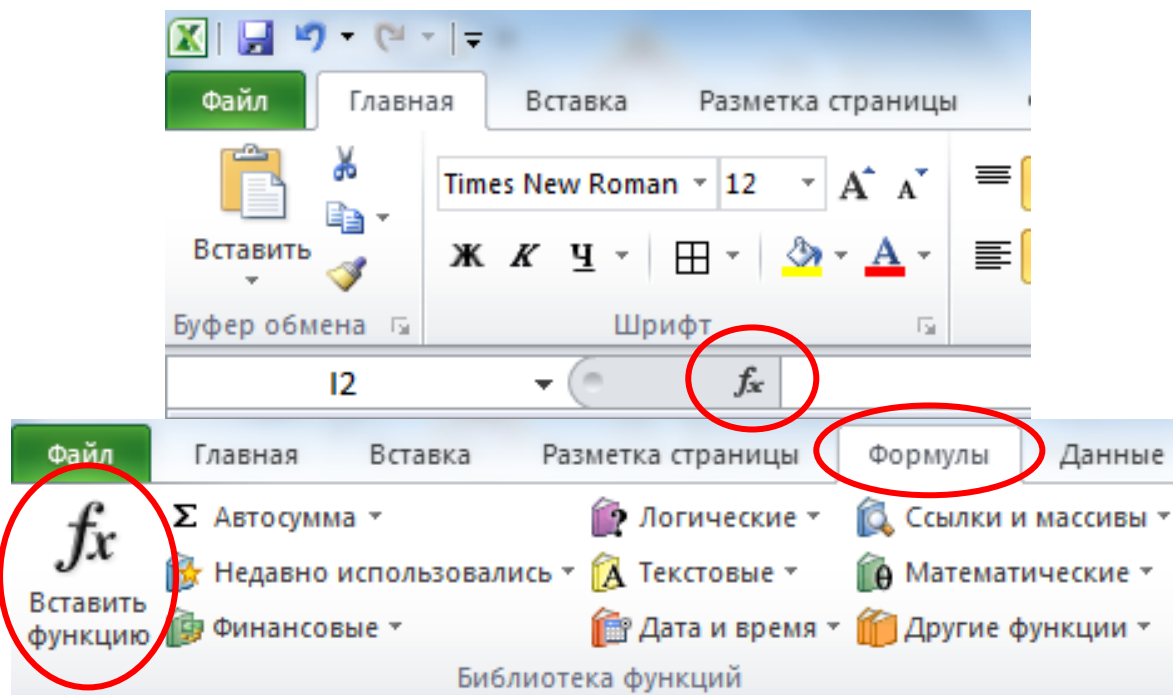 Файл Главная Вставка Разметка страницы
Times New Roman 12 A A
Вставить Ж К Ч A
Буфер обмена Шрифт
I2 fx
Файл Главная Вставка Разметка страницы Формулы Данные
fx Σ Автосумма Логические Ссылки и массивы
Недавно использовались Текстовые Математические
Вставить
функцию Финансовые Дата и время Другие функции
Библиотека функций